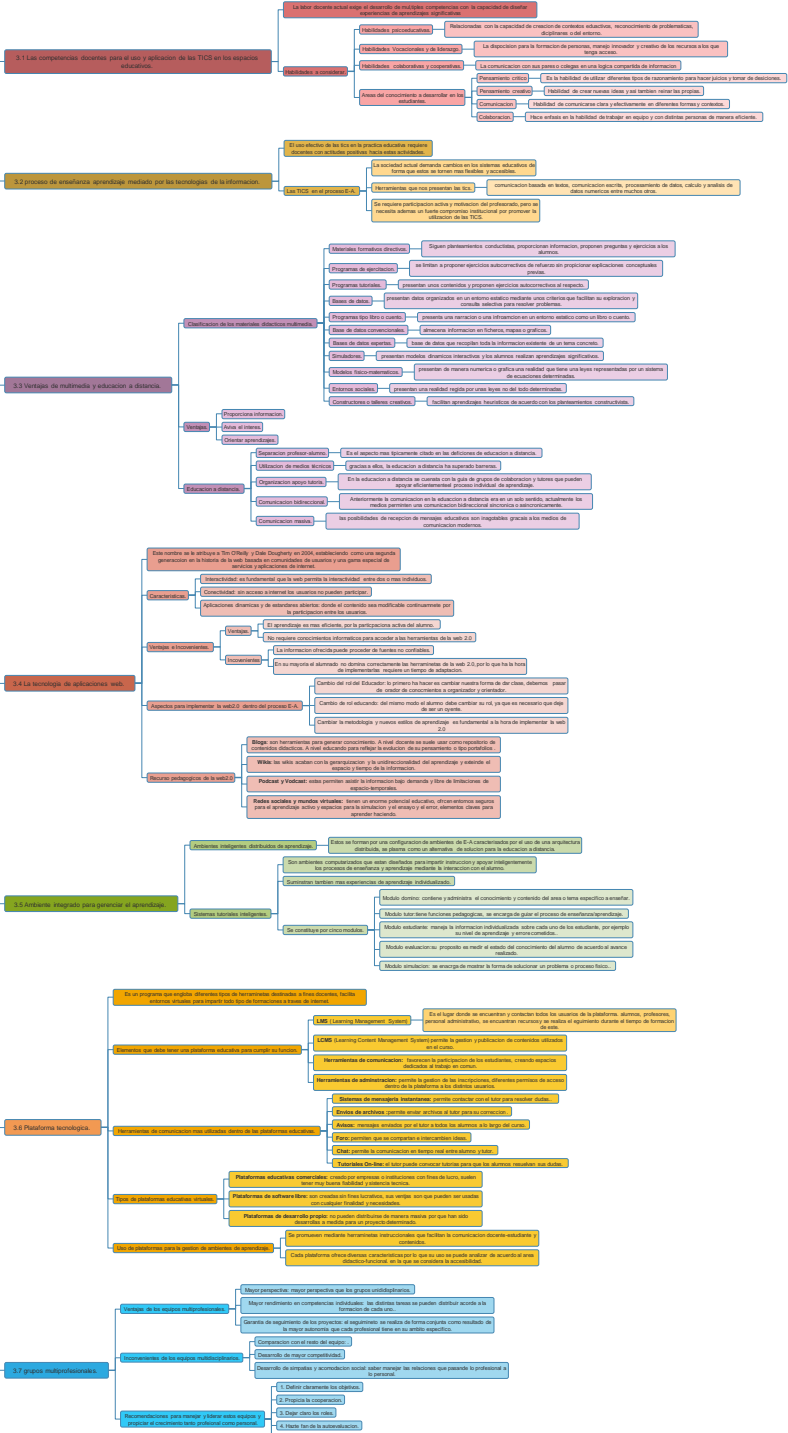 La labor docente actual exige el desarrollo de multiples competencias con la capacidad de diseñar
experiencias de aprendizajes significativas
3.1 Las competencias docentes para el uso y aplicacion de las TICS en los espacios
educativos.
Habilidades a considerar
Habilidades psicoeducativas.
Relacionadas con la capacidad de creacion de contextos eductivos, reconocimiento de problematicas,
diciplinares o del entorno.
Habilidades Vocacionales y de liderazgo.
La disposicion para la formacion de personas, manejo innovador y creativo de los recursos a los que
tenga acceso.
Habilidades colaborativas y cooperativas.
La comunicacion con sus pares o colegas en una logica compartida de informacion
Areas del conocimiento a desarrollar en los
estudiantes.
Pensamiento critico
Es la habilidad de utilizar diferentes tipos de razonamiento para hacer juicios y tomar de desiciones.
Pensamiento creativo
Habilidad de crear nuevas ideas y asi tambien reinar las propias.
Comunicacion
Habilidad de comunicarse clara y efectivamente en diferentes formas y contextos.
Colaboracion.
Hace enfasis en la habilidad de trabajar en equipo y con distintas personas de manera eficiente.
3.2 proceso de enseñanza aprendizaje mediado por las tecnologias de la informacion.
El uso efectivo de las tics en la practica educativa requiere
docentes con actitudes positivas hacia estas actividades.
Las TICS en el proceso E-A.
La sociedad actual demanda cambios en los sistemas educativos de
forma que estos se tornen mas flexibles y accesibles.
Herramientas que nos presentan las tics.
comunicacion basada en textos, comunicacion escrita, procesamiento de datos, calculo y analisis de
datos numericos entre muchos otros.
Se requiere participacion activa y motivacion del profesorado, pero se
necesita ademas un fuerte compromiso institucional por promover la
utilizacion de las TICS.
3.3 Ventajas de multimedia y educacion a distancia.
Clasificacion de los materiales didacticos multimedia.
Materiales formativos directivos.
Siguen planteamientos conductistas, proporcionan informacion, proponen preguntas y ejercicios a los
alumnos.
Programas de ejercitacion.
se limitan a proponer ejercicios autocorrectivos de refuerzo sin propicionar explicaciones conceptuales
previas.
Programas tutoriales.
presentan unos contenidos y proponen ejercicios autocorrectivos al respecto.
Bases de datos.
presentan datos organizados en un entorno estatico mediante unos criterios que facilitan su exploracion y
consulta selectiva para resolver problemas.
Programas tipo libro o cuento.
presenta una narracion o una infroamcion en un entorno estatico como un libro o cuento.
Base de datos convencionales.
almacena informacion en ficheros, mapas o graficos.
Bases de datos expertas.
base de datos que recopilan toda la informacion existente de un tema concreto.
Simuladores.
presentan modelos dinamicos interactivos y los alumnos realizan aprendizajes significativos.
Modelos fisico-matematicos.
presentan de manera numerica o grafica una realidad que tiene una leyes representadas por un sistema
de ecuaciones determinadas.
Entornos sociales.
presentan una realidad regida por unas leyes no del todo determinadas.
Constructores o talleres creativos.
facilitan aprendizajes heuristicos de acuerdo con los planteamientos constructivista.
Ventajas
Proporciona informacion.
Aviva el interes.
Orientar aprendizajes.
Educacion a distancia.
Separacion profesor-alumno.
Es el aspecto mas tipicamente citado en las deficiones de educacion a distancia.
Utilizacion de medios técnicos
gracias a ellos, la educacion a distancia ha superado barreras.
Organizacion apoyo tutoria.
En la educacion a distancia se cuenata con la guia de grupos de colaboracion y tutores que pueden
apoyar eficientementeel proceso individual de aprendizaje.
Comunicacion bidireccional.
Anteriormente la comunicacion en la eduacacion a distancia era en un solo sentido, actualmente los
medios perminten una comunicacion bidireccional sincronica o asincronicamente.
Comunicacion masiva.
las posibilidades de recepcion de mensajes educativos son inagotables gracais a los medios de
comunicacion modernos.
3.4 La tecnologia de aplicaciones web.
Este nombre se la atribuye a Tim O'Reilly y Dale Dougherty en 2004, estableciendo como una segunda
generaccion en la historia de la web basada en comunidades de usuarios y una game especial de
servicios y aplicaciones de internet.
Caracteristicas.
Interactividad: es fundamental que la web permita la interactividad entre dos o mas individuos.
Conectividad: sin acceso a internet los usuarios no pueden participar.
Aplicaciones dinamicas y de estandares abiertos: donde el contenido sea modificable continuamnete por
la participacion entre los usuarios.
Ventajas e Incovenientes.
Ventajas.
El aprendizaje es mas eficiente, por la particpaciona activa del alumno.
No requiere conocimientos informaticos para acceder a las herramientas de la web 2.0
Incovenientes
La informacion ofrecida puede proceder de fuentes no confiables.
En su mayoria el alumnado no domina correctamente las herramientas de la web 2.0, por lo que ha la hora
de implementarlas requiere un tiempo de adaptacion.
Aspectos para implementar la web2.0 dentro del proceso E-A.
Cambio del rol del Educador: lo primero ha hacer es cambiar nuestra forma de dar clase, debemos pasar
de orador de conocmientos a organizador y orientador.
Cambio de rol educando: del mismo modo el alumno debe cambiar su rol, ya que es necesario que deje
de ser un oyente.
Cambiar la metodologia y nuevos estilos de aprendizaje es fundamental a la hora de implementar la web
2.0
Recurso pedagogicos de la web2.0
Blogs: son herramientas para generar conocimiento. A nivel docente se suele usar como repositorio de
contenidos didacticos. A nivel educando para reflejar la evolucion de su pensamiento o tipo portafolios.
Wikis: las wikis acaban con la gerarquizacion y la unidireccionalidad del aprendizaje y exteinde el
espacio y tiempo de la informacion.
Podcast y Vodcast: estas permiten asistir la informacion bajo demanda y libre de limitaciones de
espacio-temporales.
Redes sociales y mundos virtuales: tienen un enorme potencial educativo, ofrcen entornos seguros
para el aprendizaje activo y espacios para la simulacion y el ensayo y el error, elementos claves para
aprender haciendo.
3.5 Ambiente integrado para gerenciar el aprendizaje.
Ambientes inteligentes distribuidos de aprendizaje.
Estos se forman por una configuracion de ambientes de E-A caracterizados por el uso de una arquitectura
distribuida, se plasma como un alternativa de solucion para la educacion a distancia.
Sistemas tutoriales inteligentes.
Son ambientes computarizados que estan diseñados para impartir instruccion y apoyar inteligentemente
los procesos de enseñanza y aprendizaje mediante la interaccion con el alumno.
Suministran tambien mas experiencias de aprendizaje individualizado.
Se constituye por cinco modulos.
Modulo dominio: contiene y administra el conocimiento y contenido del area o tema especifico a enseñar.
Modulo tutor:tiene funciones pedagogicas, se encarga de guiar el proceso de enseñanza/aprendizaje.
Modulo estudiante: maneja la informacion individualizada sobre cada uno de los estudiante, por ejemplo
su nivel de aprendizaje y errore cometidos..
Modulo evaluacion:su proposito es medir el estado del conocimiento del alumno de acuerdo al avance
realizado.
Modulo simulacion: se enacrga de mostrar la forma de solucionar un problema o proceso fisico..
3.6 Plataforma tecnologica.
Es un programa que engloba diferentes tipos de herraminetas destinadas a fines docentes, facilita
entornos virtuales para impartir todo tipo de formaciones a traves de internet.
Elementos que debe tener una plataforma educativa para cumplir su funcion.
LMS ( Learning Management System)
Es el lugar donde se encuentran y contactan todos los usuarios de la plataforma. alumnos, profesores,
personal administrativo, se encuantran recursos y se realiza el eguimiento durante el tiempo de formacion
de esta.
LCMS (Learning Content Management System) permite la gestion y publicacion de contenidos utilizados
en el curso.
Herramientas de comunicacion: favorecen la participacion de los estudiantes, creando espacios
dedicados al trabajo en comun.
Herramientas de adminstracion: permite la gestion de las inscripciones, diferentes permisos de acceso
dentro de la plataforma a los distintos usuarios.
Herramientas de comunicacion mas utilizadas dentro de las plataformas educativas.
Sistemas de mensajeria instantanea: permite contactar con el tutor para resolver dudas..
Envios de archivos :permite enviar archivos al tutor para su correccion .
Avisos: mensajes enviados por el tutor a todos los alumnos a lo largo del curso.
Foro: permiten que se compartan e intercambien ideas.
Chat: permite la comunicacion en tiempo real entre alumno y tutor.
Tutoriales On-line: el tutor puede convocar tutorias para que los alumnos resuelvan sus dudas.
Tipos de plataformas educativas virtuales.
Plataformas educativas comerciales: creado por empresas o instituciones con fines de lucro, suelen
tener muy buena fiabilidad y sistencia tecnica.
Plataformas de software libre: son creadas sin fines lucrativos, sus ventajas son que pueden ser usadas
con cualquier finalidad y necesidades.
Plataformas de desarrollo propio: no pueden distribuirse de manera masiva por que han sido
desarollas a medida para un proyecto determinado.
Uso de plataformas para la gestion de ambientes de aprendizaje.
Se promueven mediante herramientas instruccionales que facilitan la comunicacion docente-estudiante y
contenidos.
Cada plataforma ofrece diversas caracteristicas por lo que su uso se puede analizar de acuerdo al area
didactico-funcional. en la que se considera la accesibilidad.
3.7 grupos multiprofesionales.
Ventajas de los equipos multiprofesionales.
Mayor perspectiva: mayor perspectiva que los grupos unididisplinarios.
Mayor rendimiento en competencias individuales: las distintas tareas se pueden distribuir acorde a la
formacion de cada uno..
Garantia de seguimiento de los proyectos: el seguimineto se realiza de forma conjunta como resultado de
la mayor autonomia que cada profesional tiene en su ambito especifico.
Inconvenientes de los equipos multidiciplinarios.
Comparacion con el resto del equipo: .
Desarrollo de mayor competitividad.
Desarrollo de simpatias y acomodacion social: saber manejar las relaciones que pasande lo profesional a
lo personal.
Recomendaciones para manejar y liderar estos equipos y
propiciar el crecimiento tanto profesional como personal.
1. Definir claramente los objetivos.
2. Propicia la cooperacion.
3. Dejar claro los roles.
4. Hazte fan de la autoevaluacion.